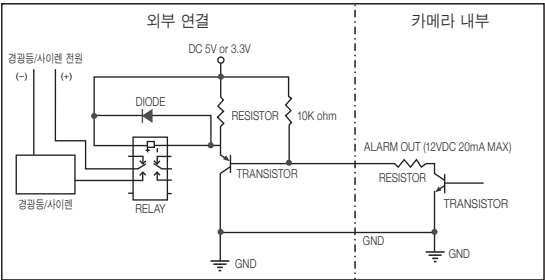 외부 연결
카메라 내부
DC 5V or 3.3V
경광등/사이렌 전원
(-) (+)
DIODE
RESISTOR
10K ohm
ALARM OUT (12VDC 20mA MAX)
RESISTOR
TRANSISTOR
TRANSISTOR
경광등/사이렌
RELAY
GND
GND
GND